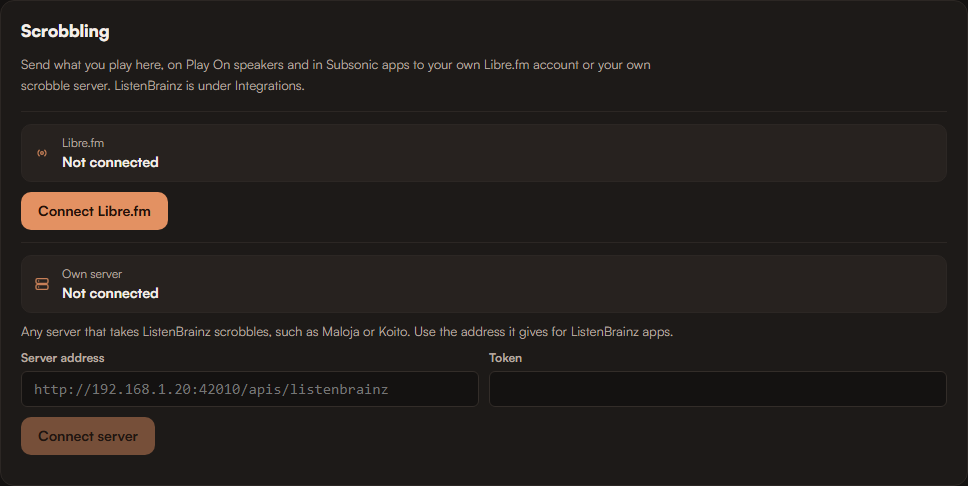 Scrobbling
Send what you play here, on Play On speakers and in Subsonic apps to your own Libre.fm account or your own
scrobble server. ListenBrainz is under Integrations.
Libre.fm
Not connected
Connect Libre.fm
Own server
Not connected
Any server that takes ListenBrainz scrobbles, such as Maloja or Koito. Use the address it gives for ListenBrainz apps.
Server address
Token
http://192.168.1.20:42010/apis/listenbrainz
Connect server